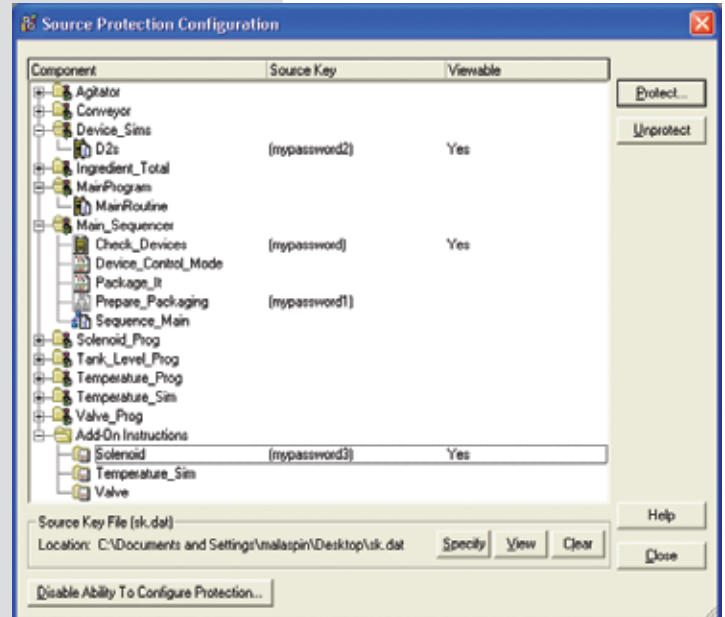 Source Protection Configuration
Component Source Key Viewable
Agitator
Conveyor
Device_Sims
D2s (mypassword2) Yes
Ingredient_Total
MainProgram
MainRoutine
Main_Sequencer
Check_Devices (mypassword) Yes
Device_Control_Mode
Package_It
Prepare_Packaging (mypassword1)
Sequence_Main
Solenoid_Prog
Tank_Level_Prog
Temperature_Prog
Temperature_Sim
Valve_Prog
Add-On Instructions
Solenoid (mypassword3) Yes
Temperature_Sim
Valve
Protect...
Unprotect
Source Key File (sk.dat)
Location: C:\Documents and Settings\malaspin\Desktop\sk.dat Specify View Clear
Help
Close
Disable Ability To Configure Protection...